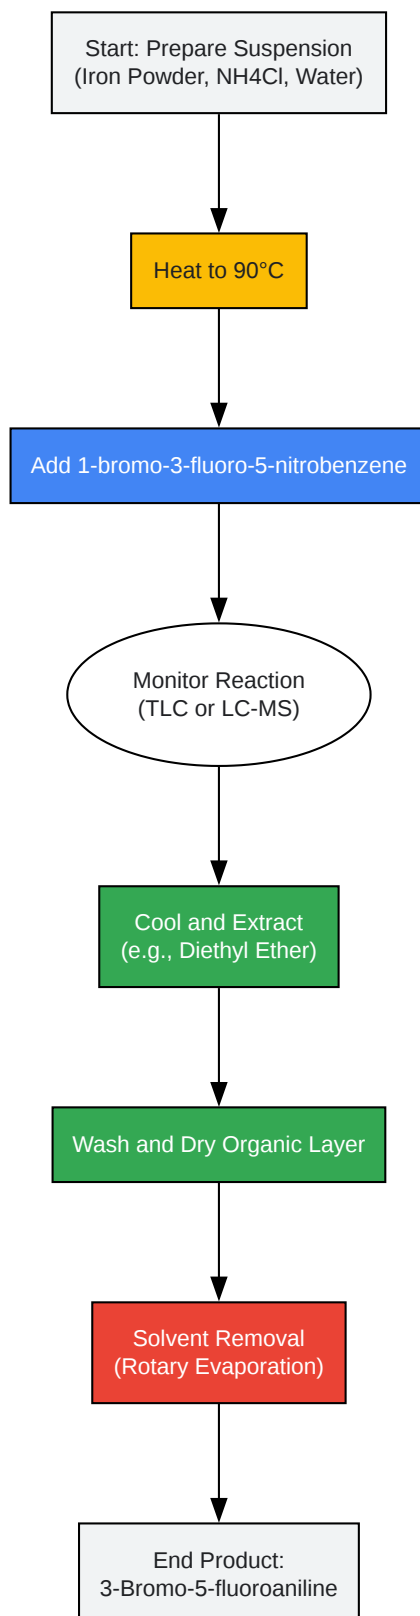 Start: Prepare Suspension
(Iron Powder, NH4Cl, Water)
Heat to 90°C
Add 1-bromo-3-fluoro-5-nitrobenzene
Monitor Reaction
(TLC or LC-MS)
Cool and Extract
(e.g., Diethyl Ether)
Wash and Dry Organic Layer
Solvent Removal
(Rotary Evaporation)
End Product:
3-Bromo-5-fluoroaniline